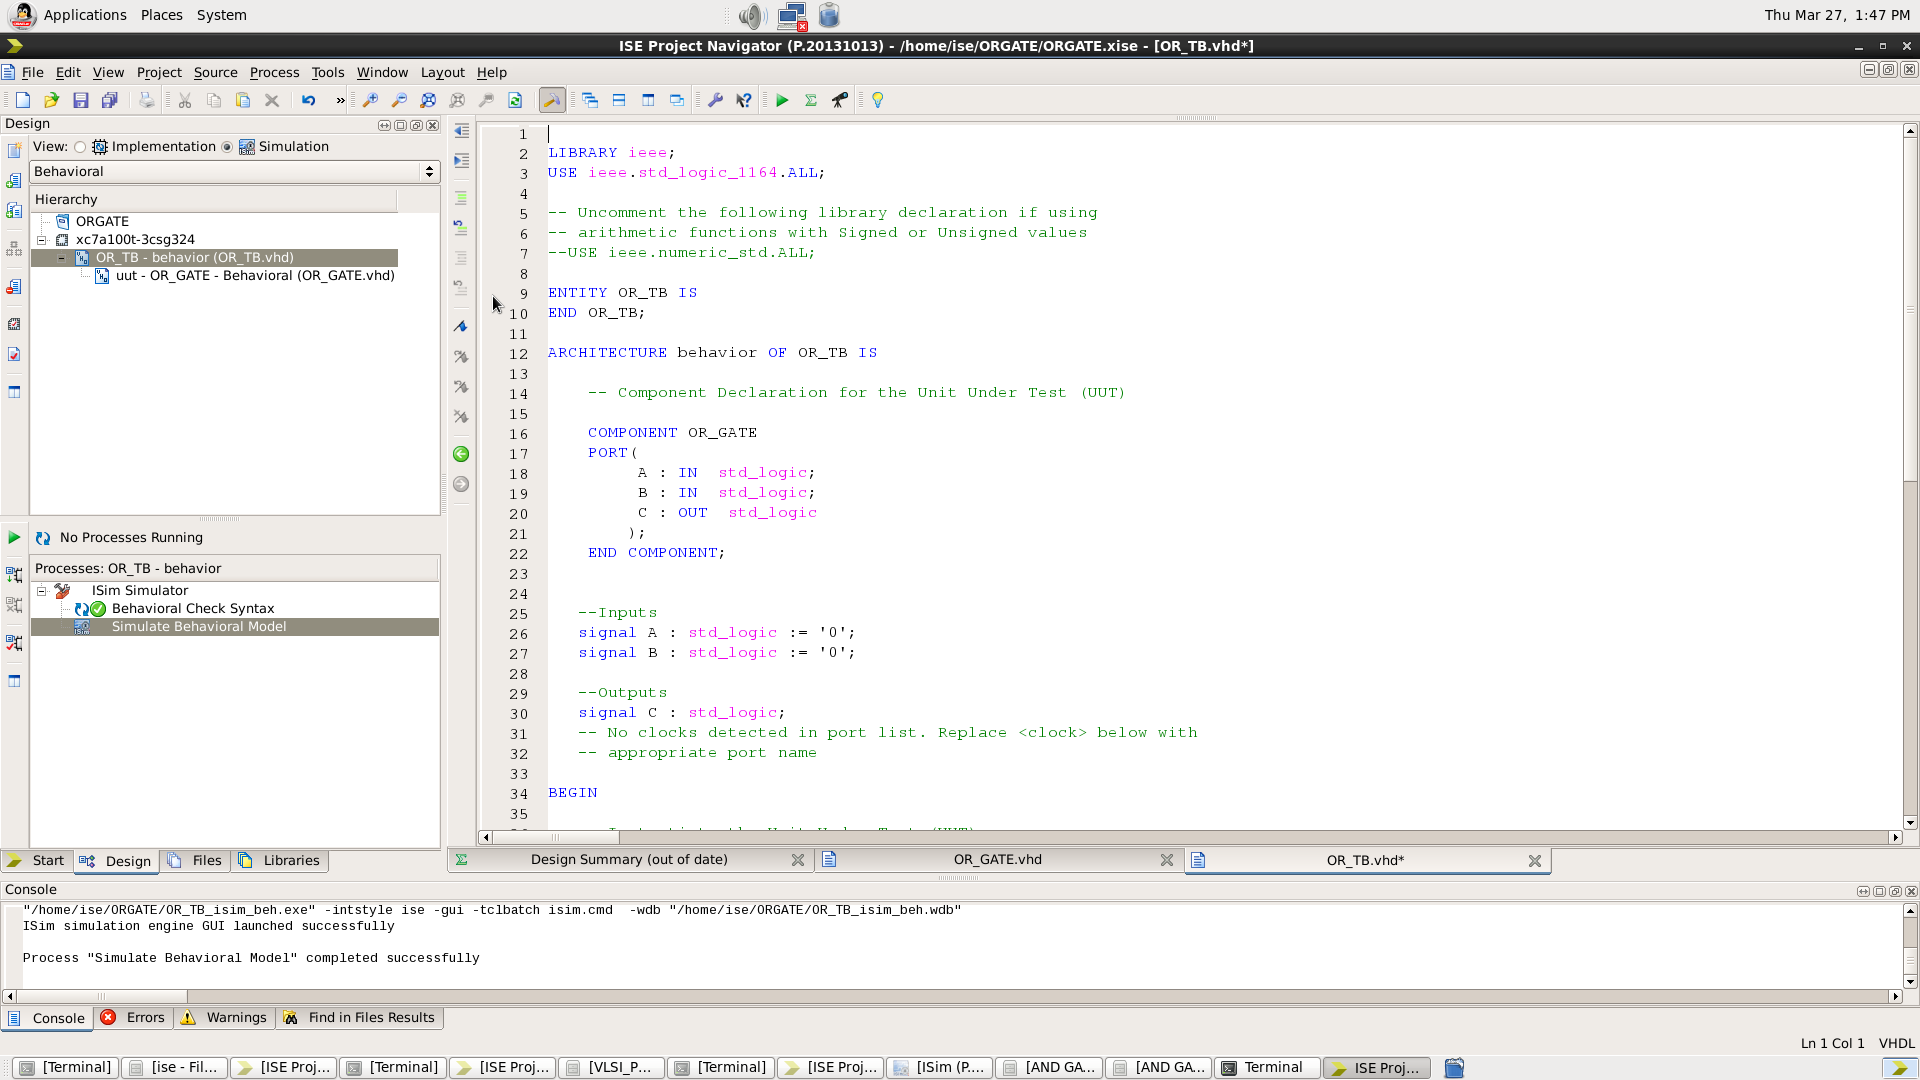 Applications Places System
Thu Mar 27, 1:47 PM
ISE Project Navigator (P.20131013) - /home/ise/ORGATE/ORGATE.xise - [OR_TB.vhd*]
File Edit View Project Source Process Tools Window Layout Help
Design
View: Implementation Simulation
Behavioral
Hierarchy
ORGATE
xc7a100t-3csg324
OR_TB - behavior (OR_TB.vhd)
uut - OR_GATE - Behavioral (OR_GATE.vhd)
No Processes Running
Processes: OR_TB - behavior
ISim Simulator
Behavioral Check Syntax
Simulate Behavioral Model
Start Design Files Libraries
1
2 LIBRARY ieee;
3 USE ieee.std_logic_1164.ALL;
4
5 -- Uncomment the following library declaration if using
6 -- arithmetic functions with Signed or Unsigned values
7 --USE ieee.numeric_std.ALL;
8
9 ENTITY OR_TB IS
10 END OR_TB;
11
12 ARCHITECTURE behavior OF OR_TB IS
13
14 -- Component Declaration for the Unit Under Test (UUT)
15
16 COMPONENT OR_GATE
17 PORT(
18 A : IN std_logic;
19 B : IN std_logic;
20 C : OUT std_logic
21 );
22 END COMPONENT;
23
24
25 --Inputs
26 signal A : std_logic := '0';
27 signal B : std_logic := '0';
28
29 --Outputs
30 signal C : std_logic;
31 -- No clocks detected in port list. Replace <clock> below with
32 -- appropriate port name
33
34 BEGIN
35
Design Summary (out of date) OR_GATE.vhd OR_TB.vhd*
Console
"/home/ise/ORGATE/OR_TB_isim_beh.exe" -intstyle ise -gui -tclbatch isim.cmd -wdb "/home/ise/ORGATE/OR_TB_isim_beh.wdb"
ISim simulation engine GUI launched successfully
Process "Simulate Behavioral Model" completed successfully
Console Errors Warnings Find in Files Results
Ln 1 Col 1 VHDL
[Terminal] [ise - Fil... [ISE Proj... [Terminal] [ISE Proj... [VLSI_P... [Terminal] [ISE Proj... [ISim (P.... [AND GA... [AND GA... Terminal ISE Proj...